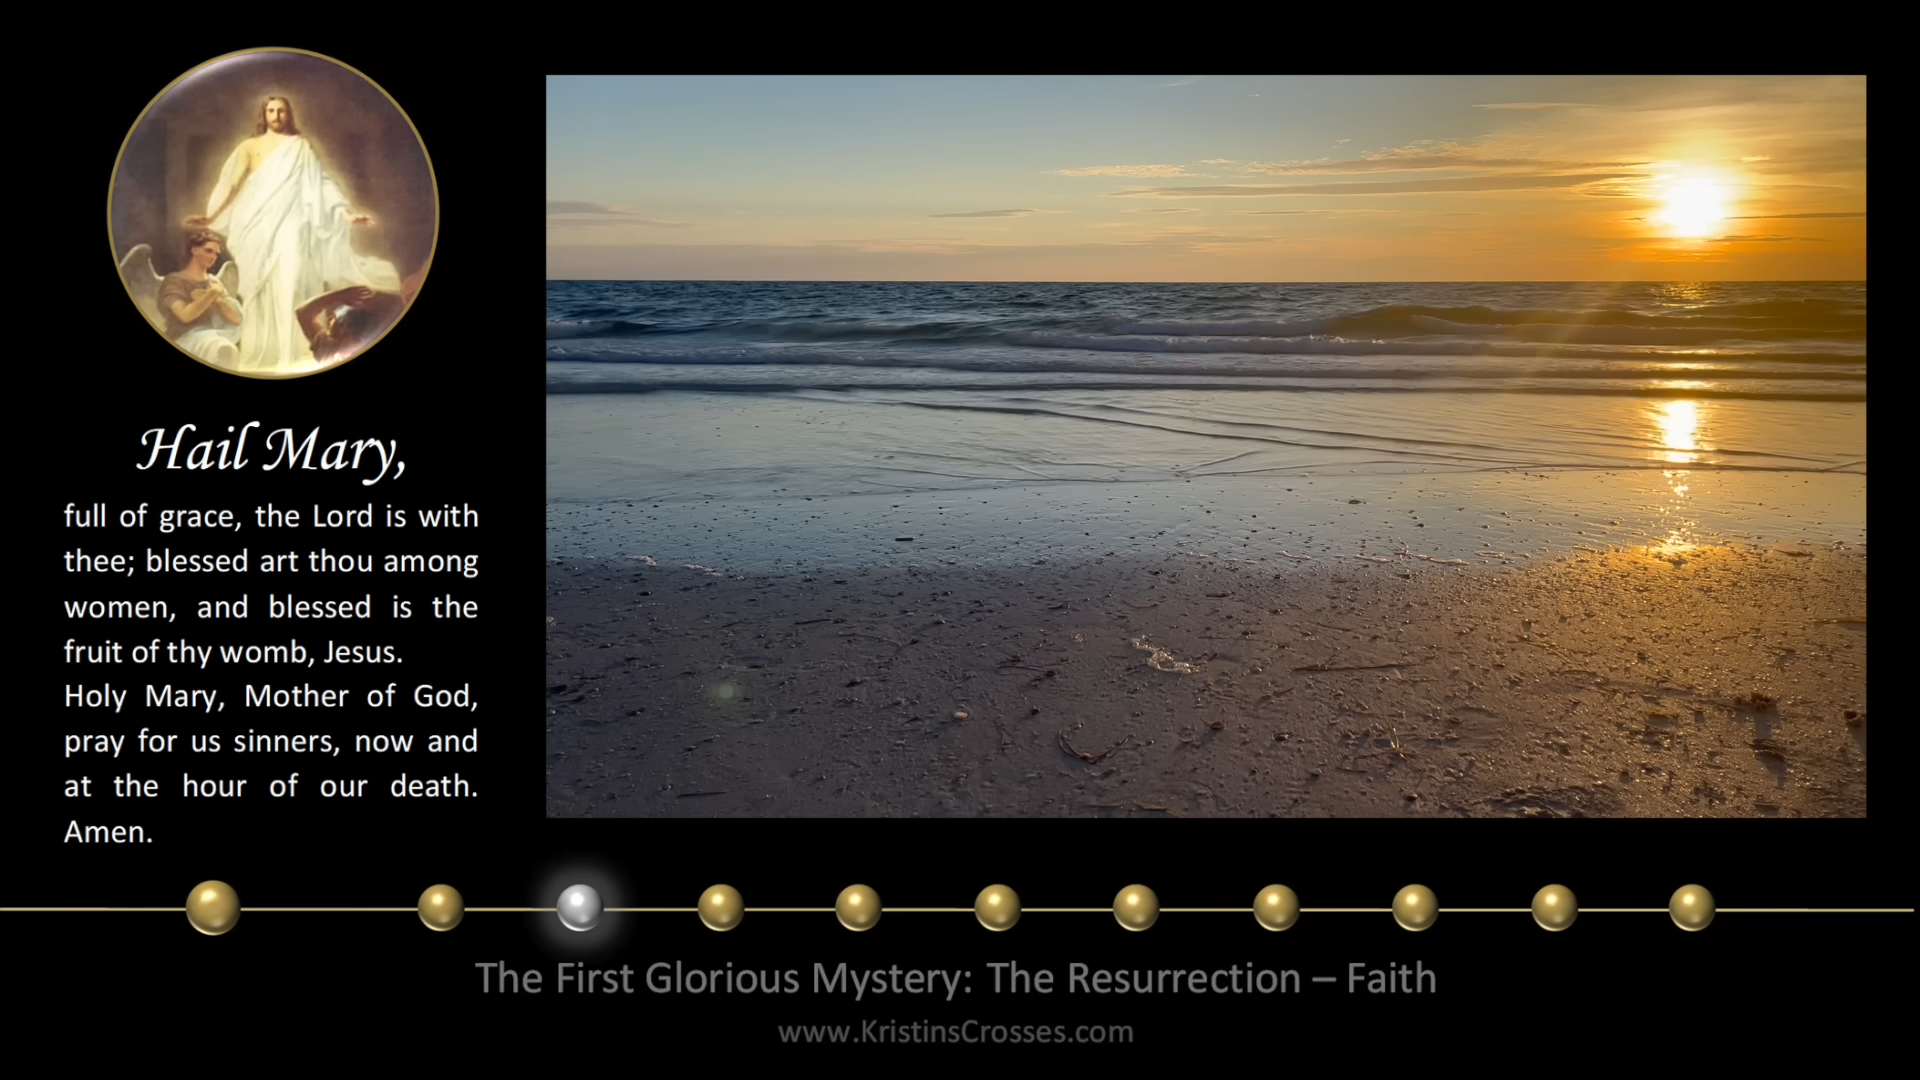 Hail Mary,
full of grace, the Lord is with
thee; blessed art thou among
women, and blessed is the
fruit of thy womb, Jesus.
Holy Mary, Mother of God,
pray for us sinners, now and
at the hour of our death.
Amen.
The First Glorious Mystery: The Resurrection – Faith
www.KristinsCrosses.com